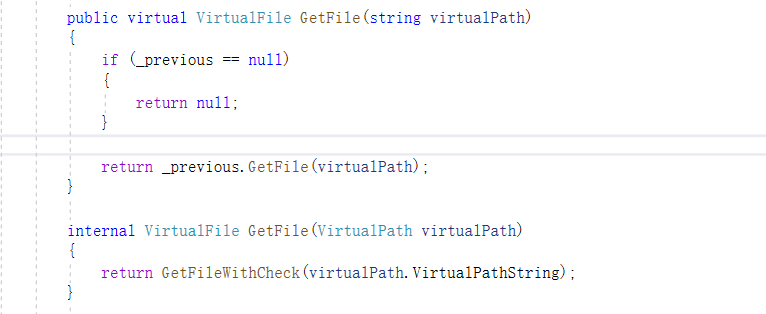 public virtual VirtualFile GetFile(string virtualPath)
{
if (_previous == null)
{
return null;
}
return _previous.GetFile(virtualPath);
}
internal VirtualFile GetFile(VirtualPath virtualPath)
{
return GetFileWithCheck(virtualPath.VirtualPathString);
}